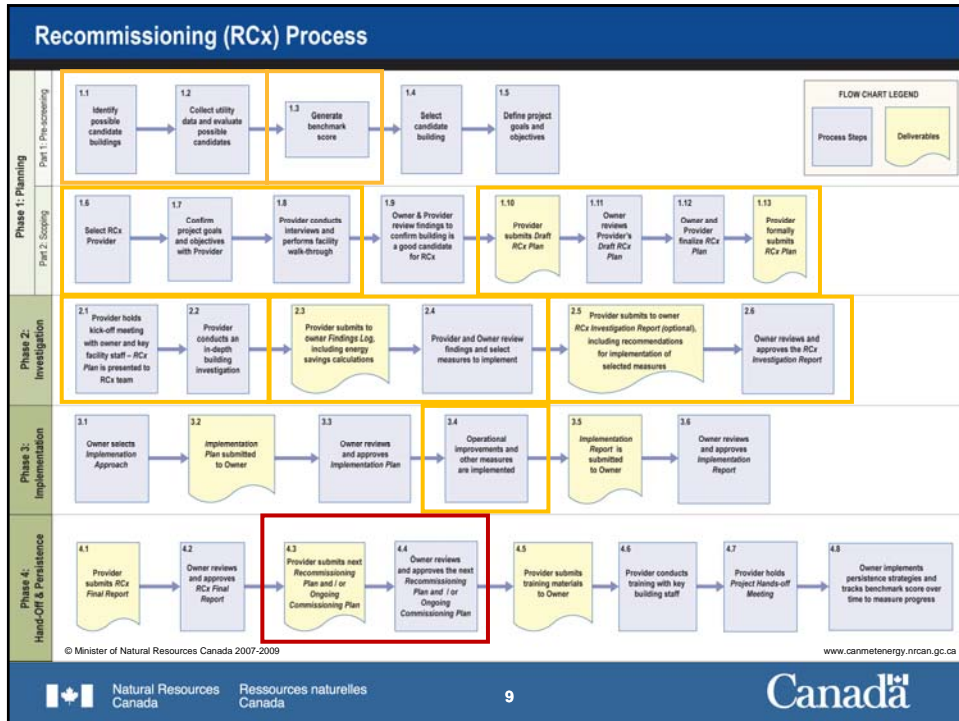 Recommissioning (RCx) Process
Phase 1: Planning
Part 1: Pre-screening
1.1
Identify
possible
candidate
buildings
1.2
Collect utility
data and evaluate
possible
candidates
1.3
Generate
benchmark
score
1.4
Select
candidate
building
1.5
Define project
goals and
objectives
FLOW CHART LEGEND
Process Steps
Deliverables
Part 2: Scoping
1.6
Select RCx
Provider
1.7
Confirm
project goals
and objectives
with Provider
1.8
Provider conducts
interviews and
performs facility
walk-through
1.9
Owner & Provider
review findings to
confirm building is
a good candidate
for RCx
1.10
Provider
submits Draft
RCx Plan
1.11
Owner
reviews
Provider's
Draft RCx
Plan
1.12
Owner and
Provider
finalize RCx
Plan
1.13
Provider
formally
submits
RCx Plan
Phase 2:
Investigation
2.1
Provider holds
kick-off meeting
with owner and key
facility staff – RCx
Plan is presented to
RCx team
2.2
Provider
conducts an
in-depth
building
investigation
2.3
Provider submits to
owner Findings Log,
including energy
savings calculations
2.4
Provider and Owner review
findings and select
measures to implement
2.5
Provider submits to owner
RCx Investigation Report (optional),
including recommendations
for implementation of
selected measures
2.6
Owner reviews and
approves the RCx
Investigation Report
Phase 3:
Implementation
3.1
Owner selects
Implemenation
Approach
3.2
Implementation
Plan submitted
to Owner
3.3
Owner reviews
and approves
Implementation Plan
3.4
Operational
improvements and
other measures
are implemented
3.5
Implementation
Report is
submitted
to Owner
3.6
Owner reviews
and approves
Implementation
Report
Phase 4:
Hand-Off & Persistence
4.1
Provider
submits RCx
Final Report
4.2
Owner reviews
and approves
RCx Final
Report
4.3
Provider submits next
Recommissioning
Plan and / or
Ongoing
Commissioning Plan
4.4
Owner reviews
and approves the next
Recommissioning
Plan and / or
Ongoing
Commissioning Plan
4.5
Provider submits
training materials
to Owner
4.6
Provider conducts
training with key
building staff
4.7
Provider holds
Project Hands-off
Meeting
4.8
Owner implements
persistence strategies and
tracks benchmark score over
time to measure progress
© Minister of Natural Resources Canada 2007-2009
www.canmetenergy.nrcan.gc.ca
Natural Resources
Canada
Ressources naturelles
Canada
9
Canada